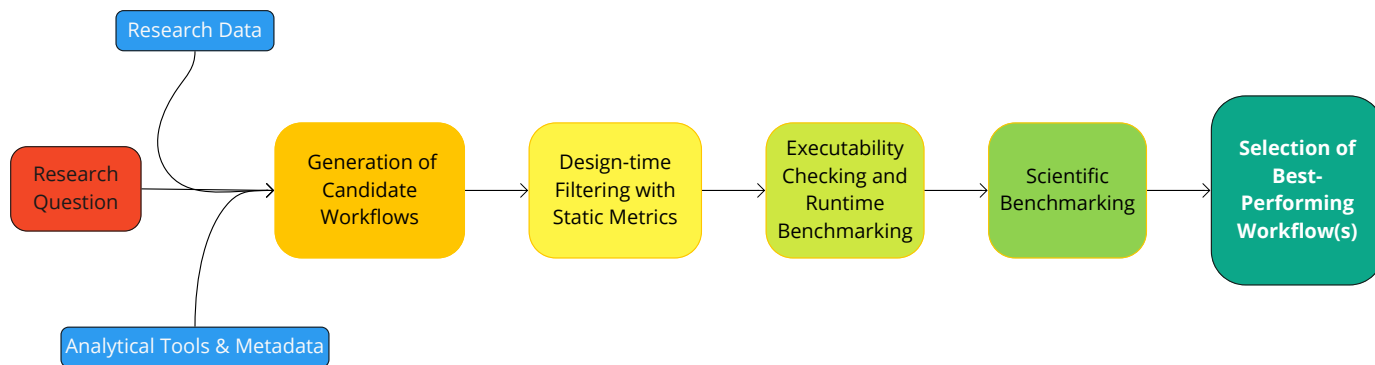 Research Data
Research
Question
Analytical Tools & Metadata
Generation of
Candidate
Workflows
Design-time
Filtering with
Static Metrics
Executability
Checking and
Runtime
Benchmarking
Scientific
Benchmarking
Selection of
Best-
Performing
Workflow(s)